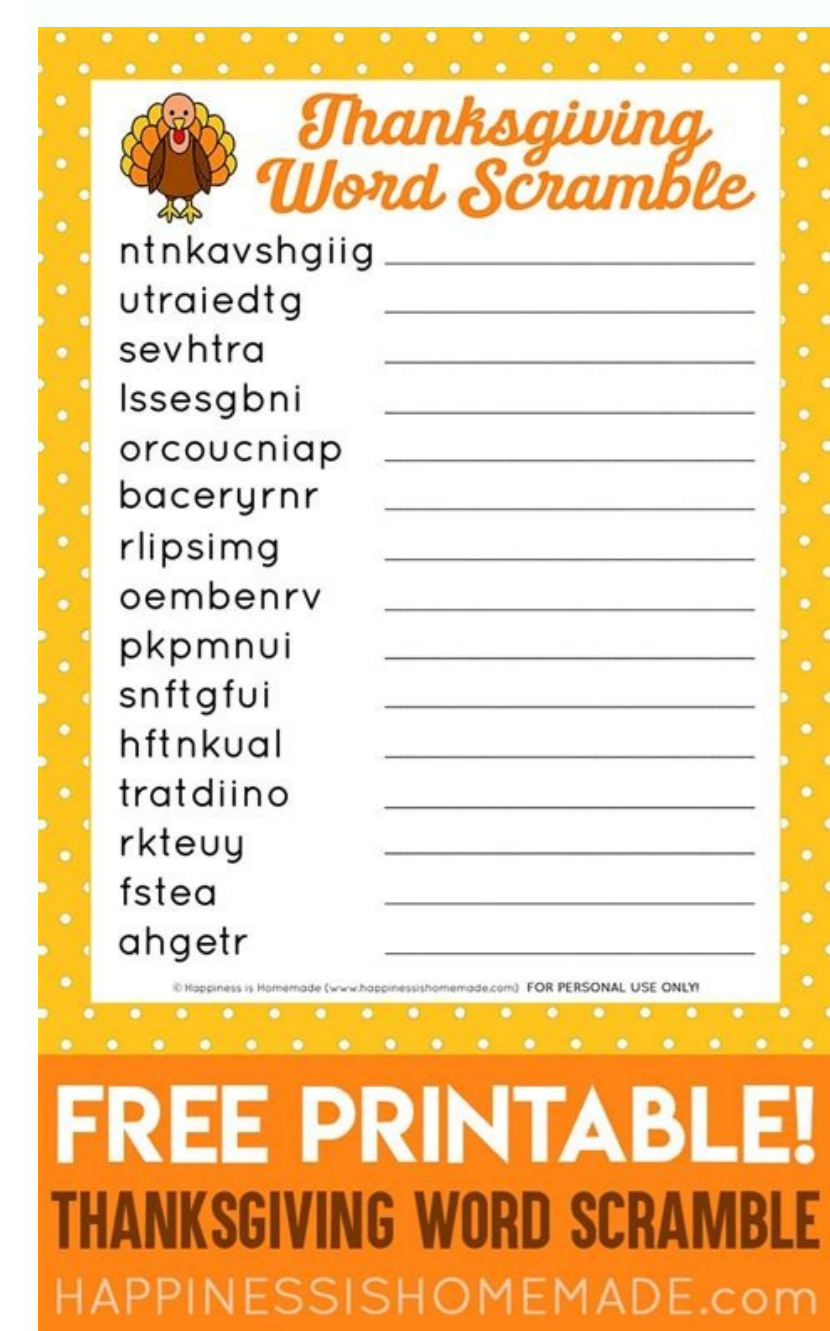 Thanksgiving
Word Scramble
ntnkavshgiig
utraiedtg
sevhtra
lssesgbni
orcoucniap
baceryrnr
rlipsimg
oembenrv
pkpmnui
snftgfui
hftnkual
tratdiino
rkteuy
fstea
ahgetr
© Happiness is Homemade (www.happinessishomemade.com) FOR PERSONAL USE ONLY!
FREE PRINTABLE!
THANKSGIVING WORD SCRAMBLE
HAPPINESSISHOMEMADE.com